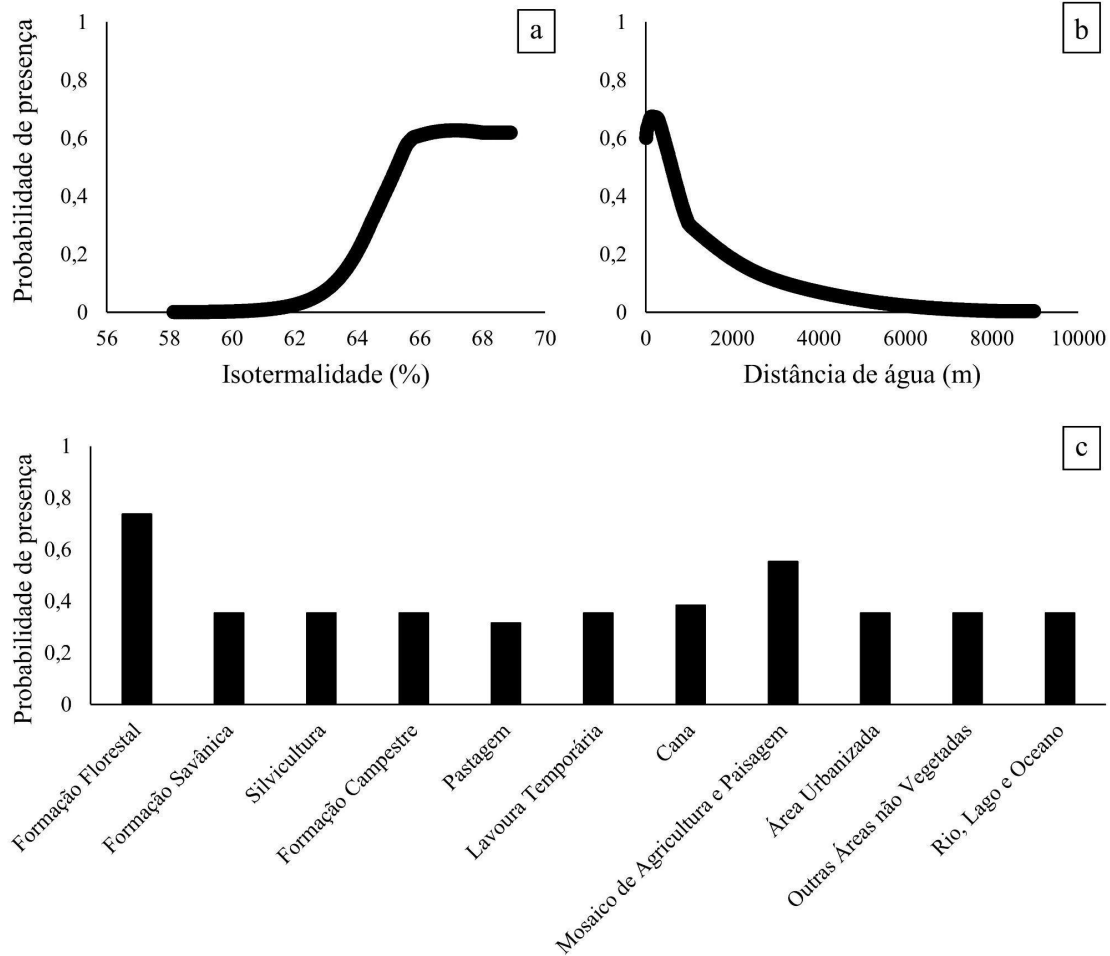 Probabilidade de presença
1
0,8
0,6
0,4
0,2
0
56 58 60 62 64 66 68 70
Isotermalidade (%)
a
1
0,8
0,6
0,4
0,2
0
0 2000 4000 6000 8000 10000
Distância de água (m)
b
Probabilidade de presença
1
0,8
0,6
0,4
0,2
0
c
Formação Florestal
Formação Savânica
Silvicultura
Formação Campestre
Pastagem
Lavoura Temporária
Cana
Mosaico de Agricultura e Paisagem
Área Urbanizada
Outras Áreas não Vegetadas
Rio, Lago e Oceano